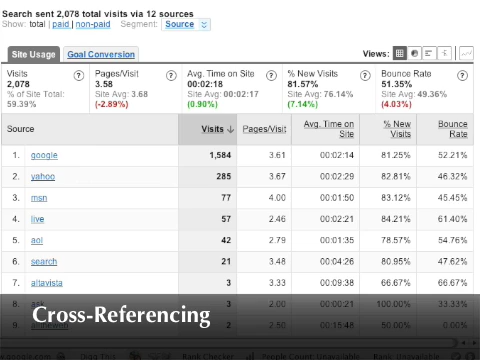 Search sent 2,078 total visits via 12 sources
Show: total | paid | non-paid Segment: Source
Site Usage Goal Conversion Views:
Visits Pages/Visit Avg. Time on Site % New Visits Bounce Rate
2,078 3.58 00:02:18 81.57% 51.35%
% of Site Total: Site Avg: 3.68 Site Avg: 00:02:17 Site Avg: 76.14% Site Avg: 49.36%
59.39% (-2.89%) (0.90%) (7.14%) (4.03%)
Source Visits Pages/Visit Avg. Time on Site % New Visits Bounce Rate
1. google 1,584 3.61 00:02:14 81.25% 52.21%
2. yahoo 285 3.67 00:02:29 82.81% 46.32%
3. msn 77 4.00 00:01:50 83.12% 45.45%
4. live 57 2.46 00:02:21 84.21% 61.40%
5. aol 42 2.79 00:01:35 78.57% 54.76%
6. search 21 3.48 00:04:26 80.95% 47.62%
7. altavista 3 3.33 00:09:38 66.67% 66.67%
8. ask 3 2.00 00:00:21 100.00% 33.33%
Cross-Referencing
9. alltheweb 2 2.50 00:15:48 50.00% 0.00%